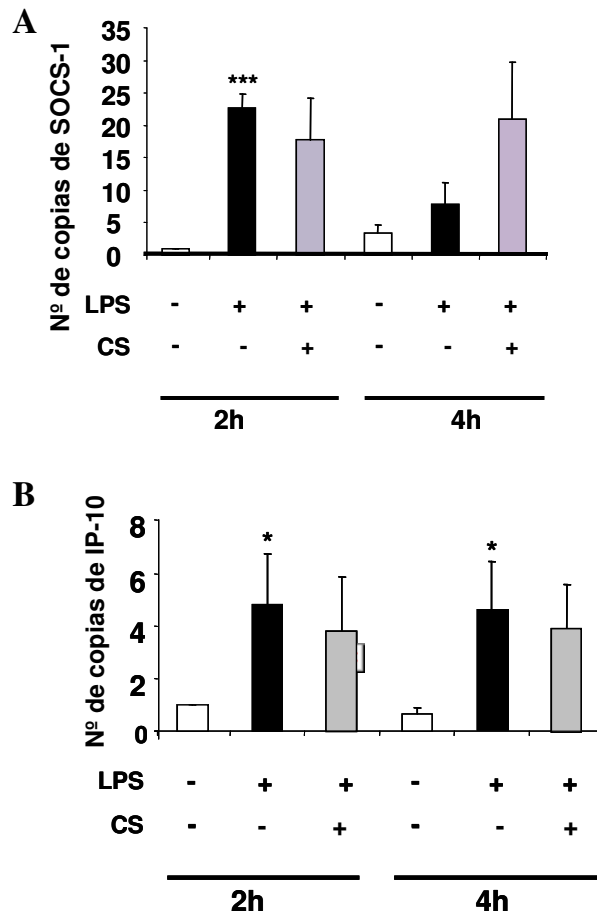 A
Nº de copias de SOCS-1
35
30
25
20
15
10
5
0
***
LPS - + + - + +
CS - - + - - +
2h 4h
B
Nº de copias de IP-10
8
6
4
2
0
* *
LPS - + + - + +
CS - - + - - +
2h 4h